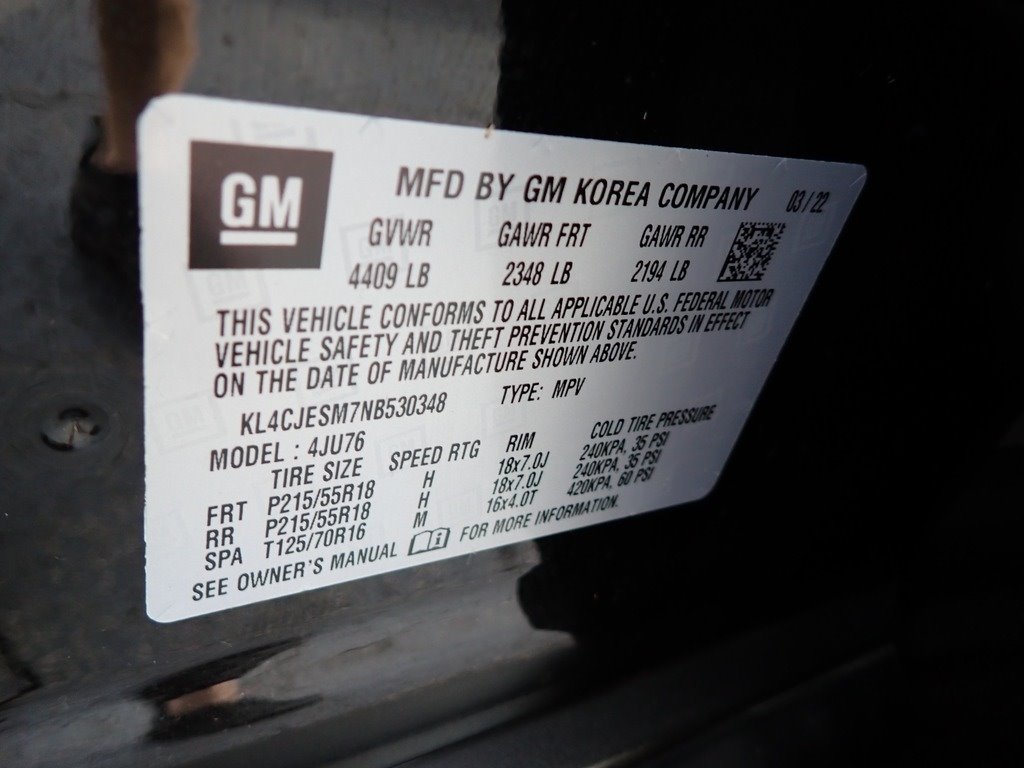 GM
MFD BY GM KOREA COMPANY 03/22
GVWR GAWR FRT GAWR RR
4409 LB 2348 LB 2194 LB
THIS VEHICLE CONFORMS TO ALL APPLICABLE U.S. FEDERAL MOTOR
VEHICLE SAFETY AND THEFT PREVENTION STANDARDS IN EFFECT
ON THE DATE OF MANUFACTURE SHOWN ABOVE.
KL4CJESM7NB530348 TYPE: MPV
MODEL : 4JU76
TIRE SIZE SPEED RTG RIM COLD TIRE PRESSURE
FRT P215/55R18 H 18x7.0J 240KPA, 35 PSI
RR P215/55R18 H 18x7.0J 240KPA, 35 PSI
SPA T125/70R16 M 16x4.0T 420KPA, 60 PSI
SEE OWNER'S MANUAL FOR MORE INFORMATION.